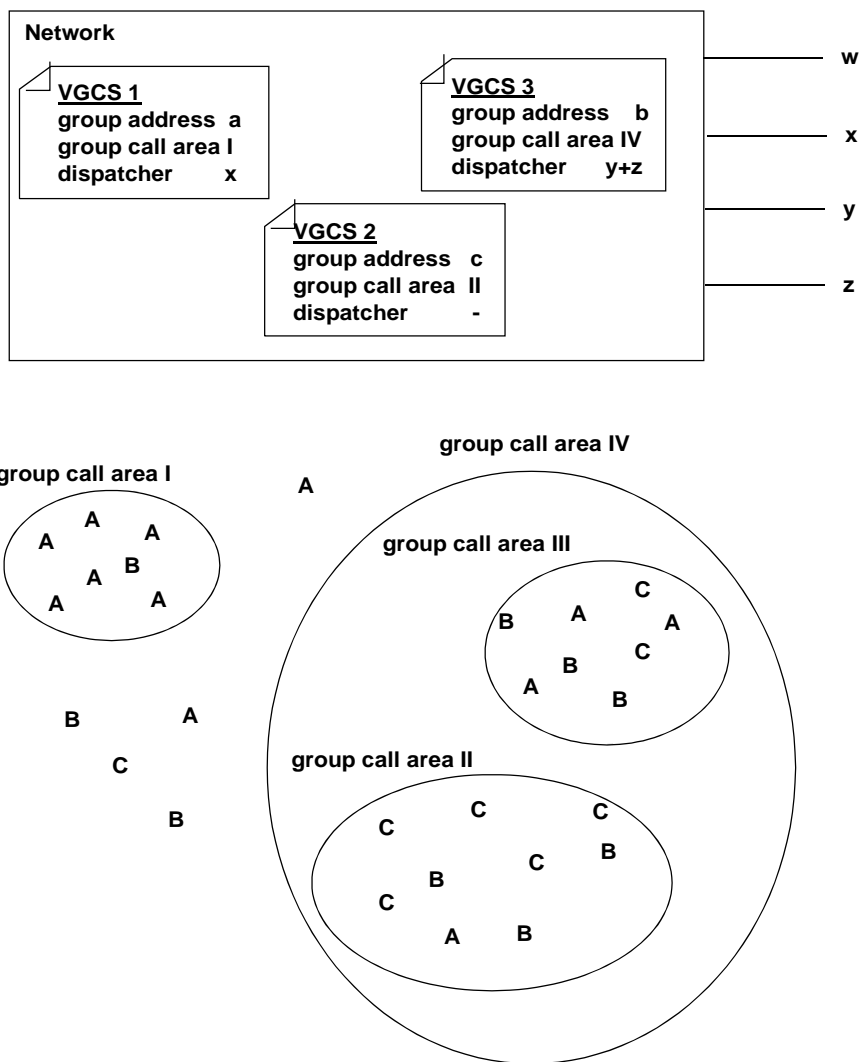 Network
w
x
y
z
VGCS 1
group address a
group call area I
dispatcher x
VGCS 3
group address b
group call area IV
dispatcher y+z
VGCS 2
group address c
group call area II
dispatcher -
group call area IV
group call area I
A
A
A
A
A
B
A
A
group call area III
C
B
A
A
C
B
A
B
B
A
C
B
group call area II
C
C
C
B
C
B
C
A
B